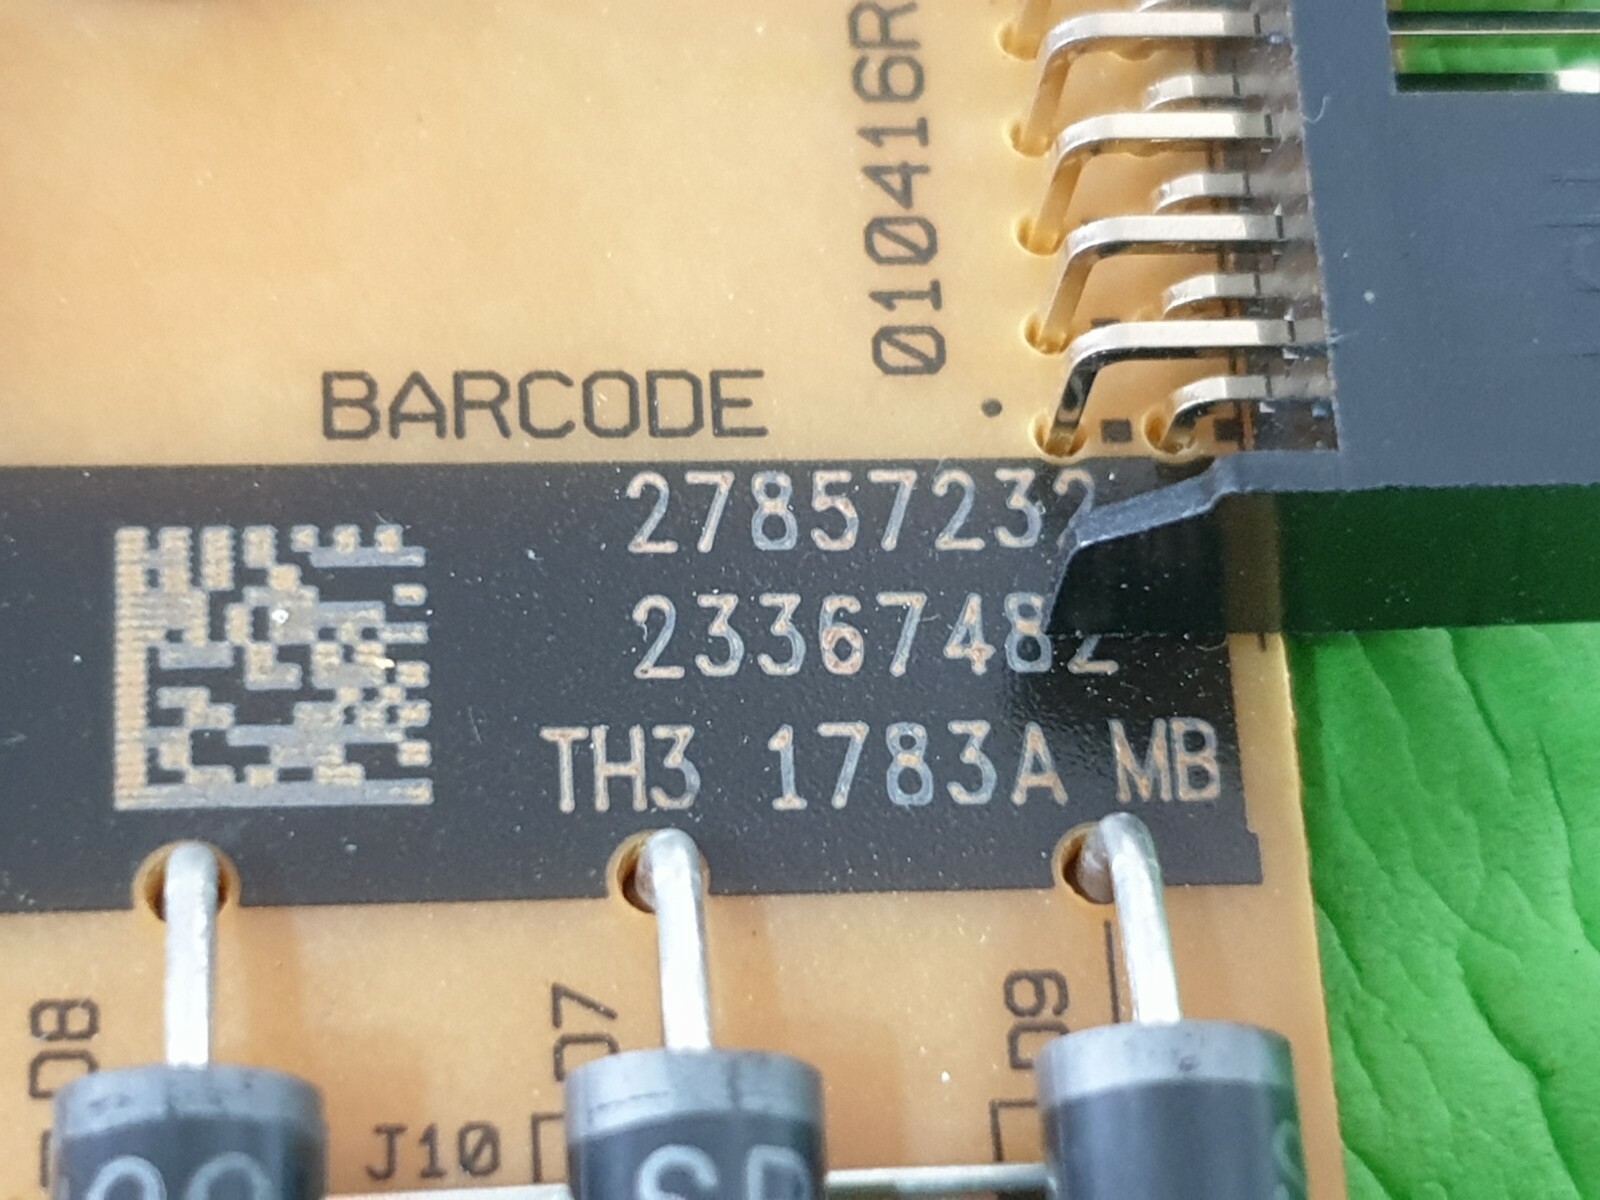 010416R
BARCODE
27857232
23367482
TH3 1783A MB
D8
D7
D9
J10